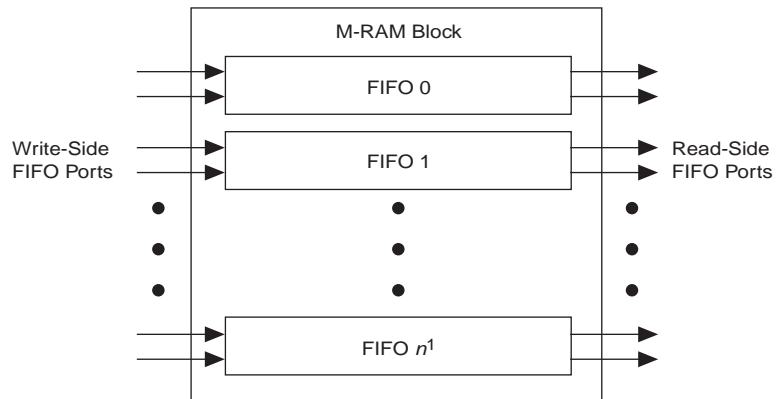 M-RAM Block
FIFO 0
Write-Side
FIFO Ports
FIFO 1
Read-Side
FIFO Ports
FIFO n¹